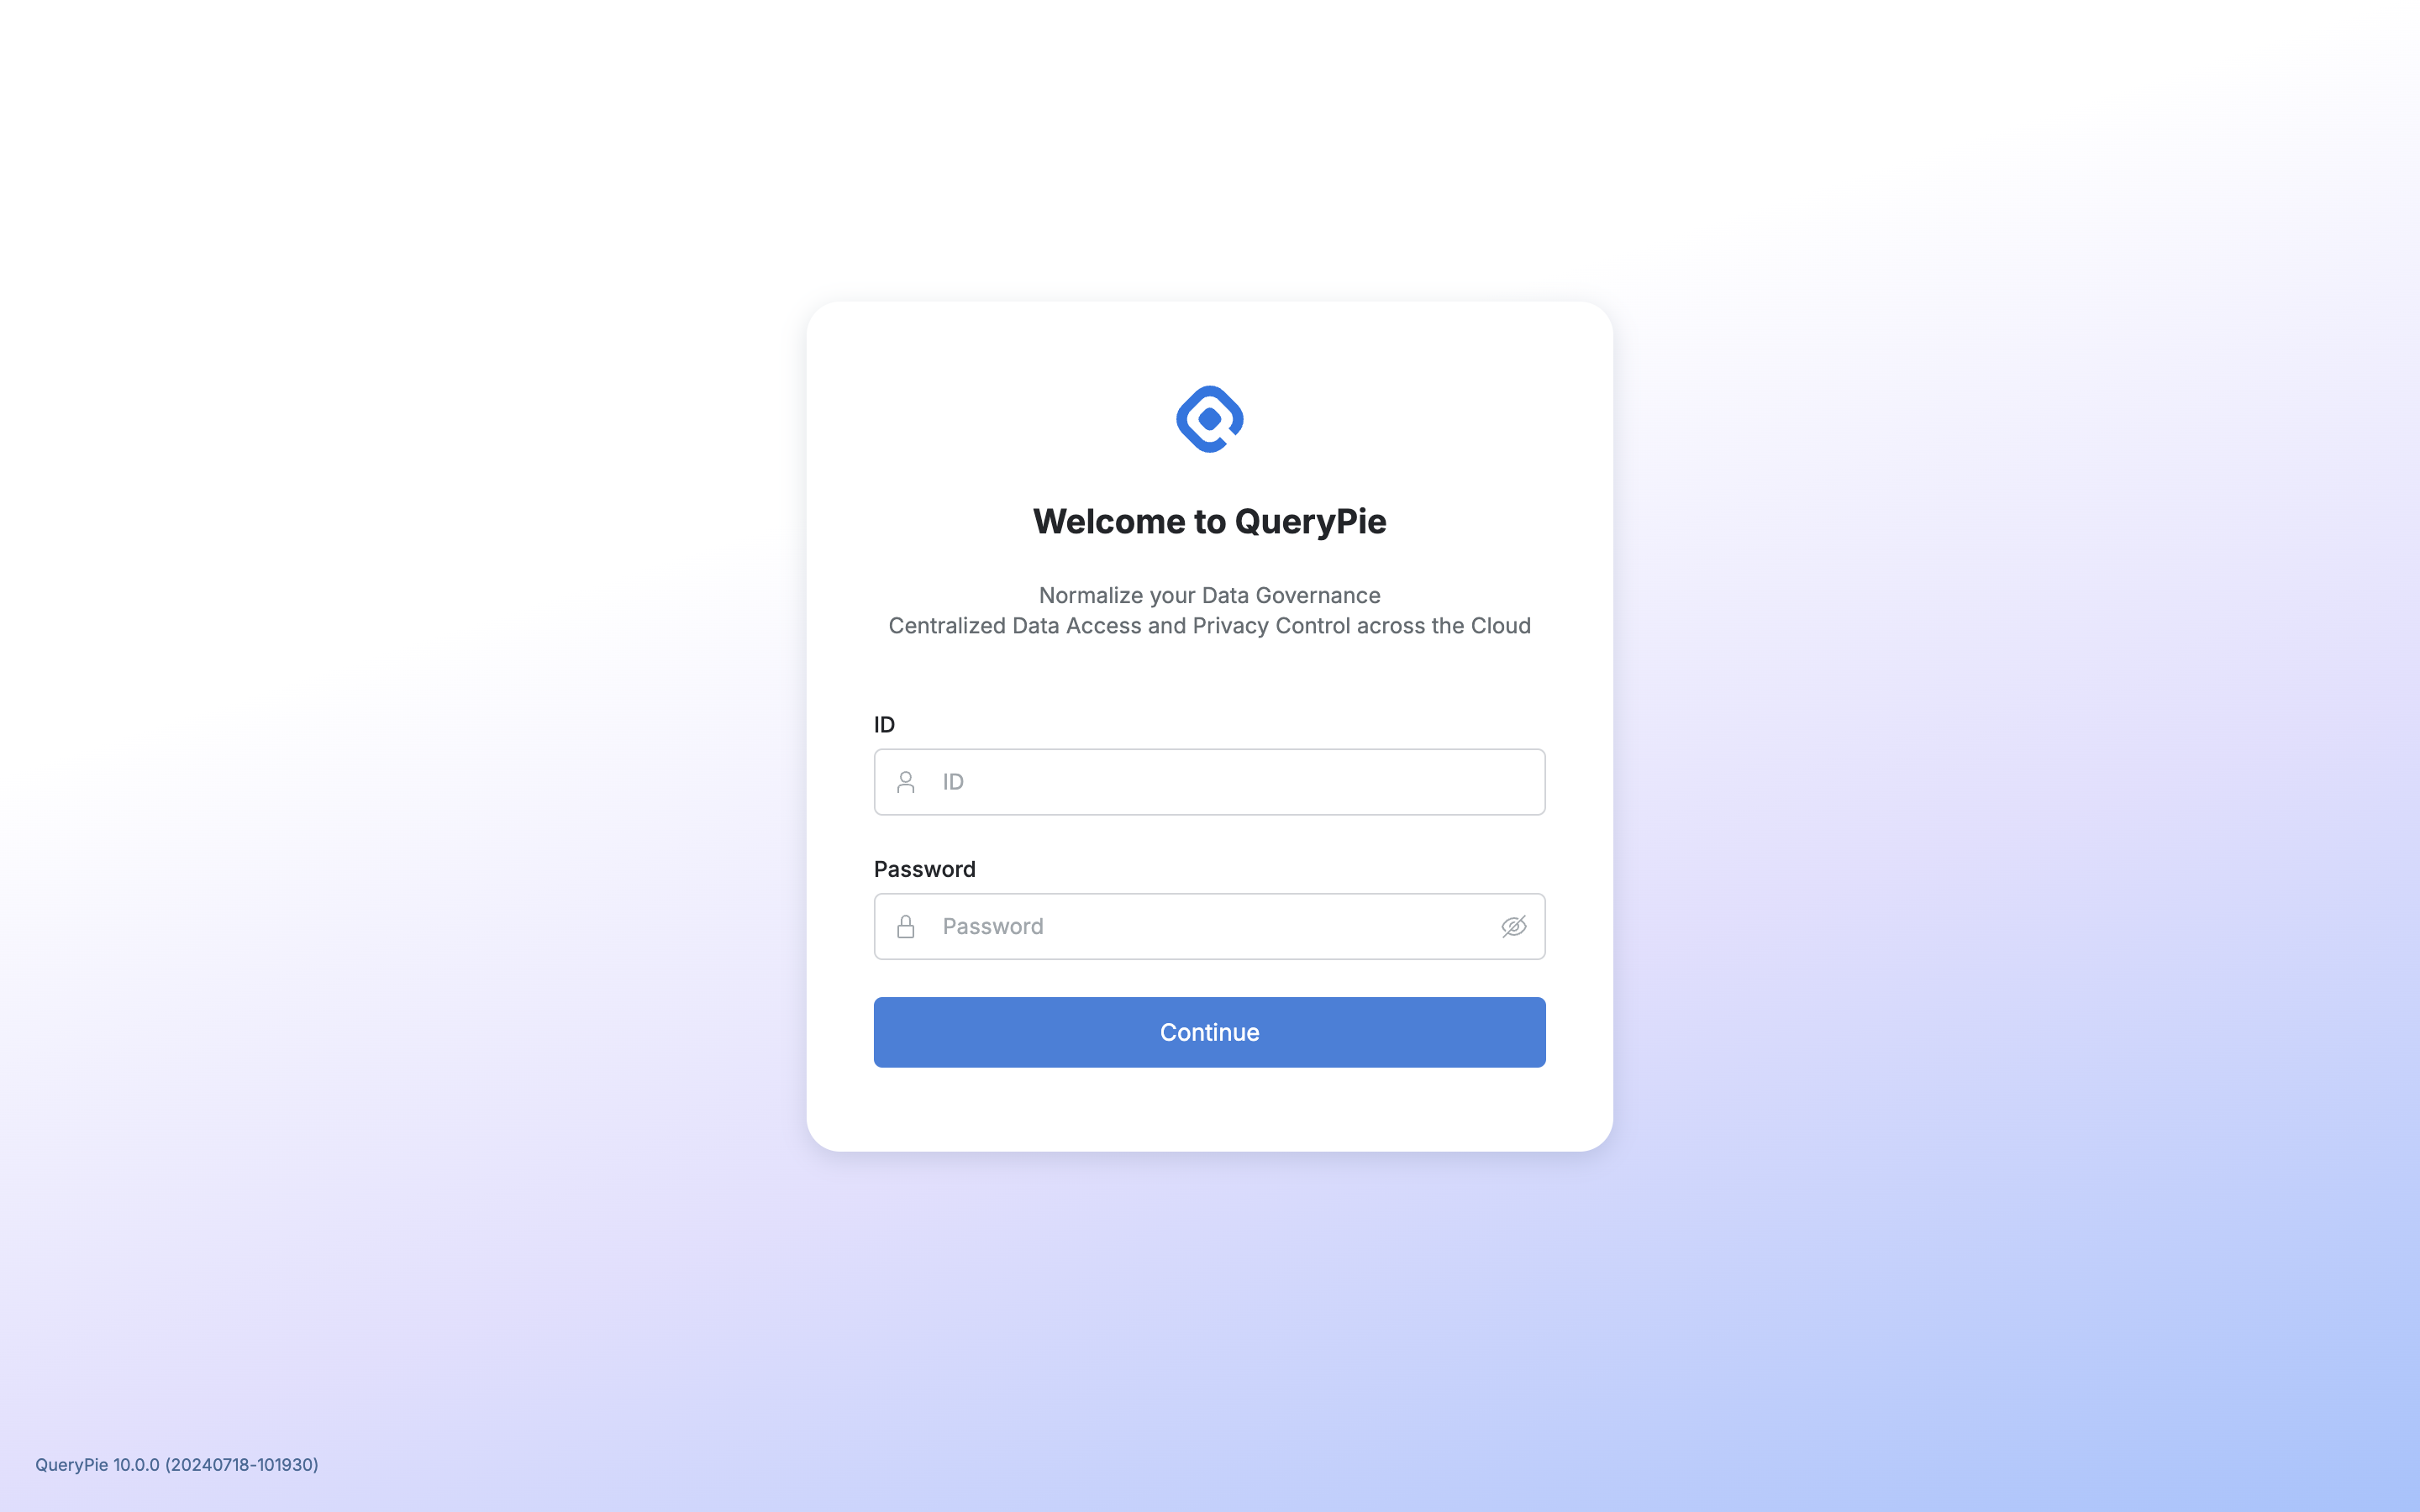 Welcome to QueryPie
Normalize your Data Governance
Centralized Data Access and Privacy Control across the Cloud
ID
ID
Password
Password
Continue
QueryPie 10.0.0 (20240718-101930)